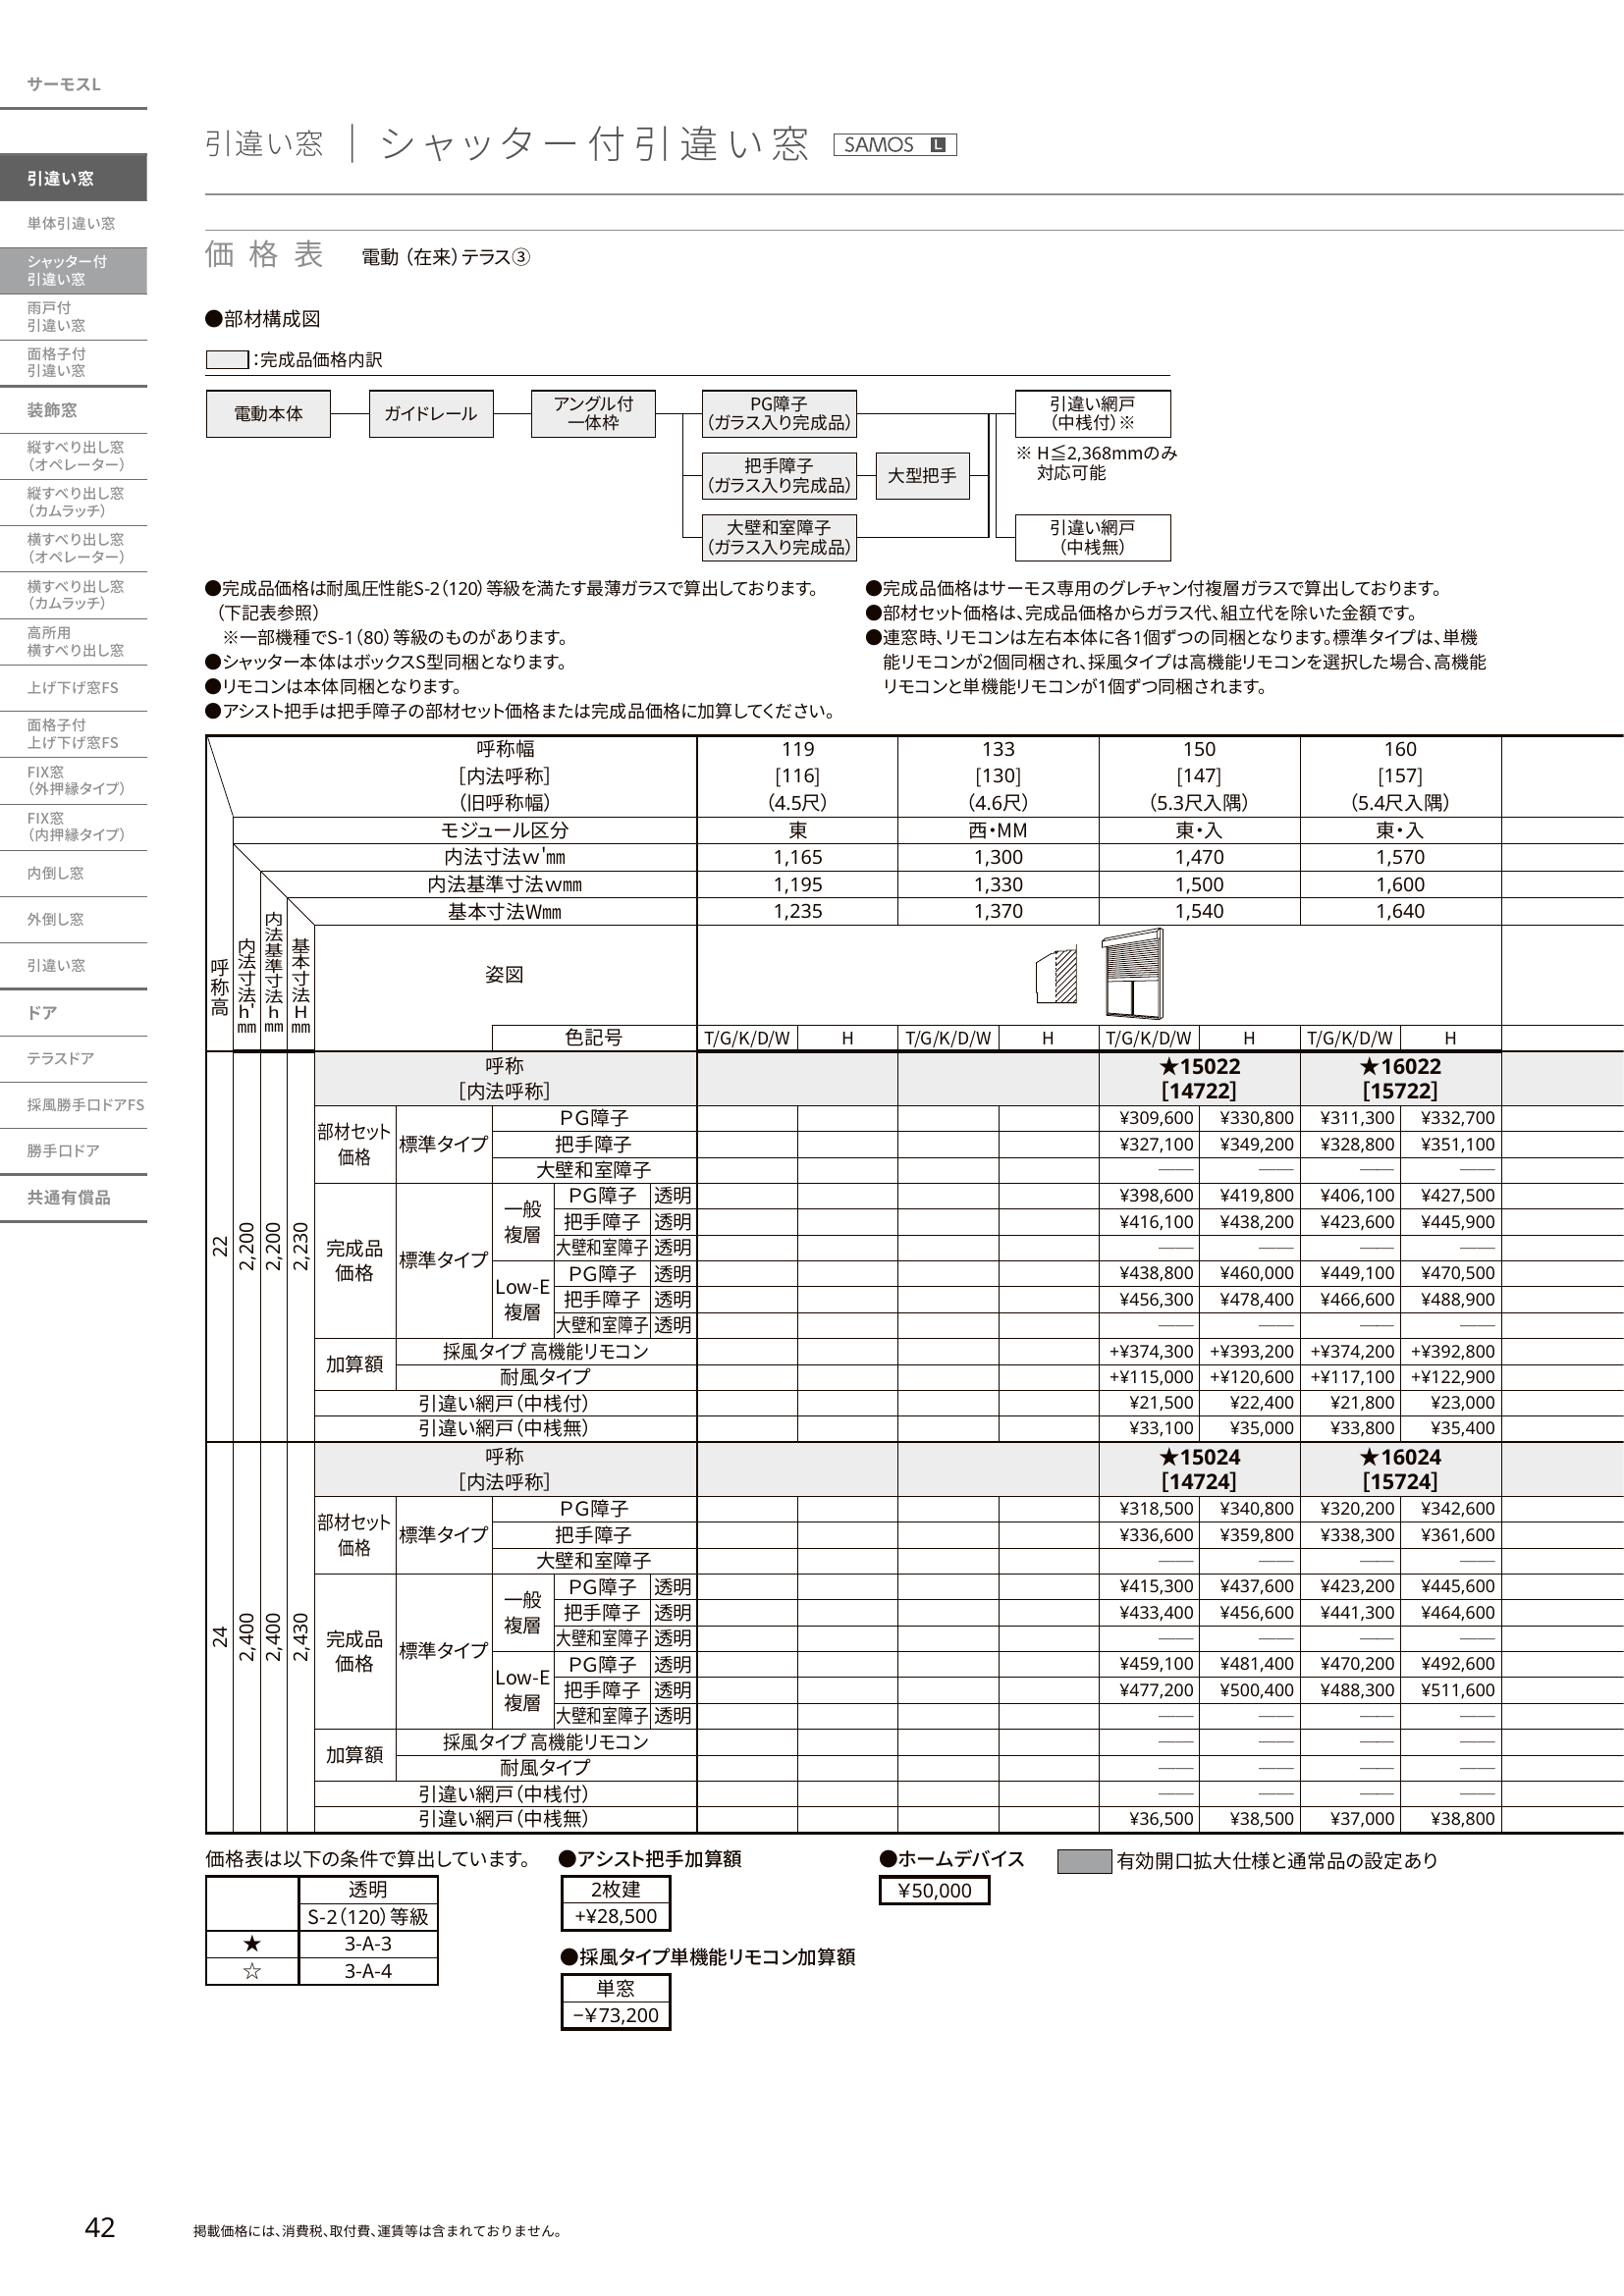 サーモスL
引違い窓
単体引違い窓
シャッター付
引違い窓
雨戸付
引違い窓
面格子付
引違い窓
装飾窓
縦すべり出し窓
（オペレーター）
縦すべり出し窓
（カムラッチ）
横すべり出し窓
（オペレーター）
横すべり出し窓
（カムラッチ）
高所用
横すべり出し窓
上げ下げ窓FS
面格子付
上げ下げ窓FS
FIX窓
（外押縁タイプ）
FIX窓
（内押縁タイプ）
内倒し窓
外倒し窓
引違い窓
ドア
テラスドア
採風勝手口ドアFS
勝手口ドア
共通有償品
引違い窓 | シャッター付引違い窓 SAMOS L
価格表 電動（在来）テラス③
●部材構成図
：完成品価格内訳
電動本体 ガイドレール アングル付一体枠 PG障子（ガラス入り完成品） 引違い網戸（中桟付）※
※ H≦2,368mmのみ
対応可能
把手障子（ガラス入り完成品） 大型把手
大壁和室障子（ガラス入り完成品） 引違い網戸（中桟無）
●完成品価格は耐風圧性能S-2（120）等級を満たす最薄ガラスで算出しております。
（下記表参照）
※一部機種でS-1（80）等級のものがあります。
●シャッター本体はボックスS型同梱となります。
●リモコンは本体同梱となります。
●アシスト把手は把手障子の部材セット価格または完成品価格に加算してください。
●完成品価格はサーモス専用のグレチャン付複層ガラスで算出しております。
●部材セット価格は、完成品価格からガラス代、組立代を除いた金額です。
●連窓時、リモコンは左右本体に各1個ずつの同梱となります。標準タイプは、単機
能リモコンが2個同梱され、採風タイプは高機能リモコンを選択した場合、高機能
リモコンと単機能リモコンが1個ずつ同梱されます。
呼称幅 119 133 150 160
［内法呼称］ [116] [130] [147] [157]
（旧呼称幅） （4.5尺） （4.6尺） （5.3尺入隅） （5.4尺入隅）
モジュール区分 東 西・MM 東・入 東・入
内法寸法w'mm 1,165 1,300 1,470 1,570
内法基準寸法wmm 1,195 1,330 1,500 1,600
基本寸法Wmm 1,235 1,370 1,540 1,640
呼称高 内法寸法h'mm 内法基準寸法hmm 基本寸法Hmm 姿図
色記号 T/G/K/D/W H T/G/K/D/W H T/G/K/D/W H T/G/K/D/W H
22 2,200 2,200 2,230
呼称 ★15022 ★16022
［内法呼称］ [14722] [15722]
部材セット価格 標準タイプ PG障子 ¥309,600 ¥330,800 ¥311,300 ¥332,700
把手障子 ¥327,100 ¥349,200 ¥328,800 ¥351,100
大壁和室障子 —— —— —— ——
完成品価格 標準タイプ 一般複層 PG障子 透明 ¥398,600 ¥419,800 ¥406,100 ¥427,500
把手障子 透明 ¥416,100 ¥438,200 ¥423,600 ¥445,900
大壁和室障子 透明 —— —— —— ——
Low-E複層 PG障子 透明 ¥438,800 ¥460,000 ¥449,100 ¥470,500
把手障子 透明 ¥456,300 ¥478,400 ¥466,600 ¥488,900
大壁和室障子 透明 —— —— —— ——
加算額 採風タイプ 高機能リモコン +¥374,300 +¥393,200 +¥374,200 +¥392,800
耐風タイプ +¥115,000 +¥120,600 +¥117,100 +¥122,900
引違い網戸（中桟付） ¥21,500 ¥22,400 ¥21,800 ¥23,000
引違い網戸（中桟無） ¥33,100 ¥35,000 ¥33,800 ¥35,400
24 2,400 2,400 2,430
呼称 ★15024 ★16024
［内法呼称］ [14724] [15724]
部材セット価格 標準タイプ PG障子 ¥318,500 ¥340,800 ¥320,200 ¥342,600
把手障子 ¥336,600 ¥359,800 ¥338,300 ¥361,600
大壁和室障子 —— —— —— ——
完成品価格 標準タイプ 一般複層 PG障子 透明 ¥415,300 ¥437,600 ¥423,200 ¥445,600
把手障子 透明 ¥433,400 ¥456,600 ¥441,300 ¥464,600
大壁和室障子 透明 —— —— —— ——
Low-E複層 PG障子 透明 ¥459,100 ¥481,400 ¥470,200 ¥492,600
把手障子 透明 ¥477,200 ¥500,400 ¥488,300 ¥511,600
大壁和室障子 透明 —— —— —— ——
加算額 採風タイプ 高機能リモコン —— —— —— ——
耐風タイプ —— —— —— ——
引違い網戸（中桟付） —— —— —— ——
引違い網戸（中桟無） ¥36,500 ¥38,500 ¥37,000 ¥38,800
価格表は以下の条件で算出しています。
透明
S-2（120）等級
★ 3-A-3
☆ 3-A-4
●アシスト把手加算額
2枚建
+¥28,500
●採風タイプ単機能リモコン加算額
単窓
−¥73,200
●ホームデバイス
¥50,000
有効開口拡大仕様と通常品の設定あり
42
掲載価格には、消費税、取付費、運賃等は含まれておりません。